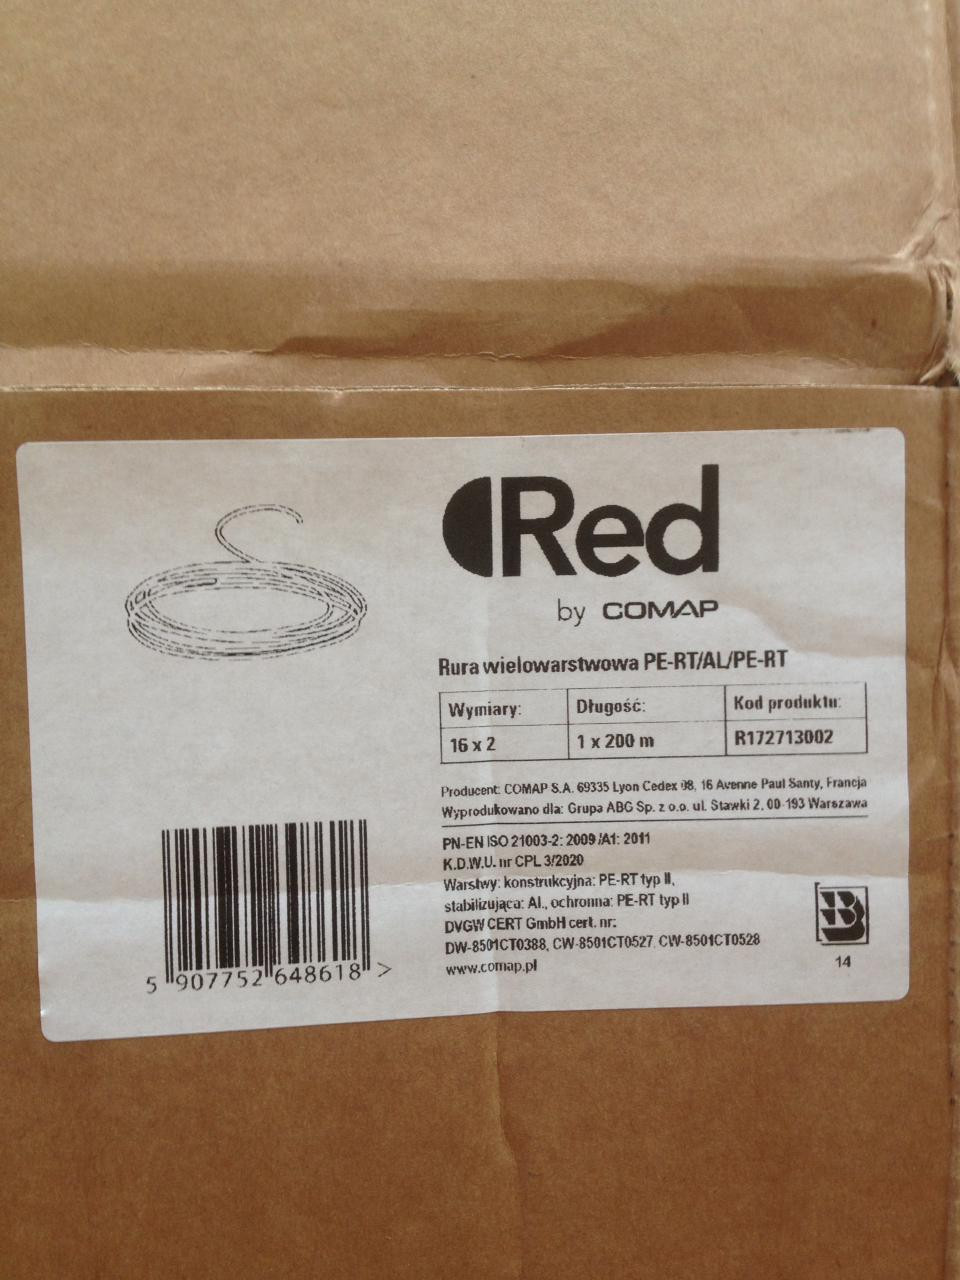 Red
by COMAP
Rura wielowarstwowa PE-RT/AL/PE-RT
Wymiary: Długość: Kod produktu:
16 x 2 1 x 200 m R172713002
Producent: COMAP S.A. 69335 Lyon Cedex 08, 16 Avenne Paul Santy, Francja
Wyprodukowano dla: Grupa ABG Sp. z o.o. ul. Stawki 2, 00-193 Warszawa
PN-EN ISO 21003-2: 2009/A1: 2011
K.D.W.U. nr CPL 3/2020
Warstwy: konstrukcyjna: PE-RT typ II,
stabilizująca: Al., ochronna: PE-RT typ II
DVGW CERT GmbH cert. nr:
DW-8501CT0388, CW-8501CT0527, CW-8501CT0528
www.comap.pl
B
14
5 907752 648618 >